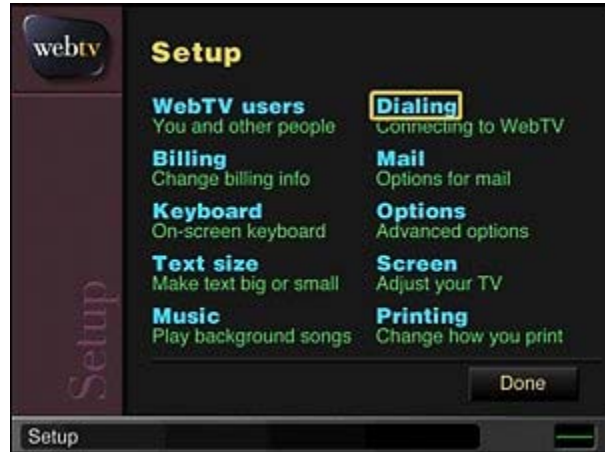 webtv
Setup
WebTV users
You and other people
Billing
Change billing info
Keyboard
On-screen keyboard
Text size
Make text big or small
Music
Play background songs
Dialing
Connecting to WebTV
Mail
Options for mail
Options
Advanced options
Screen
Adjust your TV
Printing
Change how you print
Setup
Done
Setup